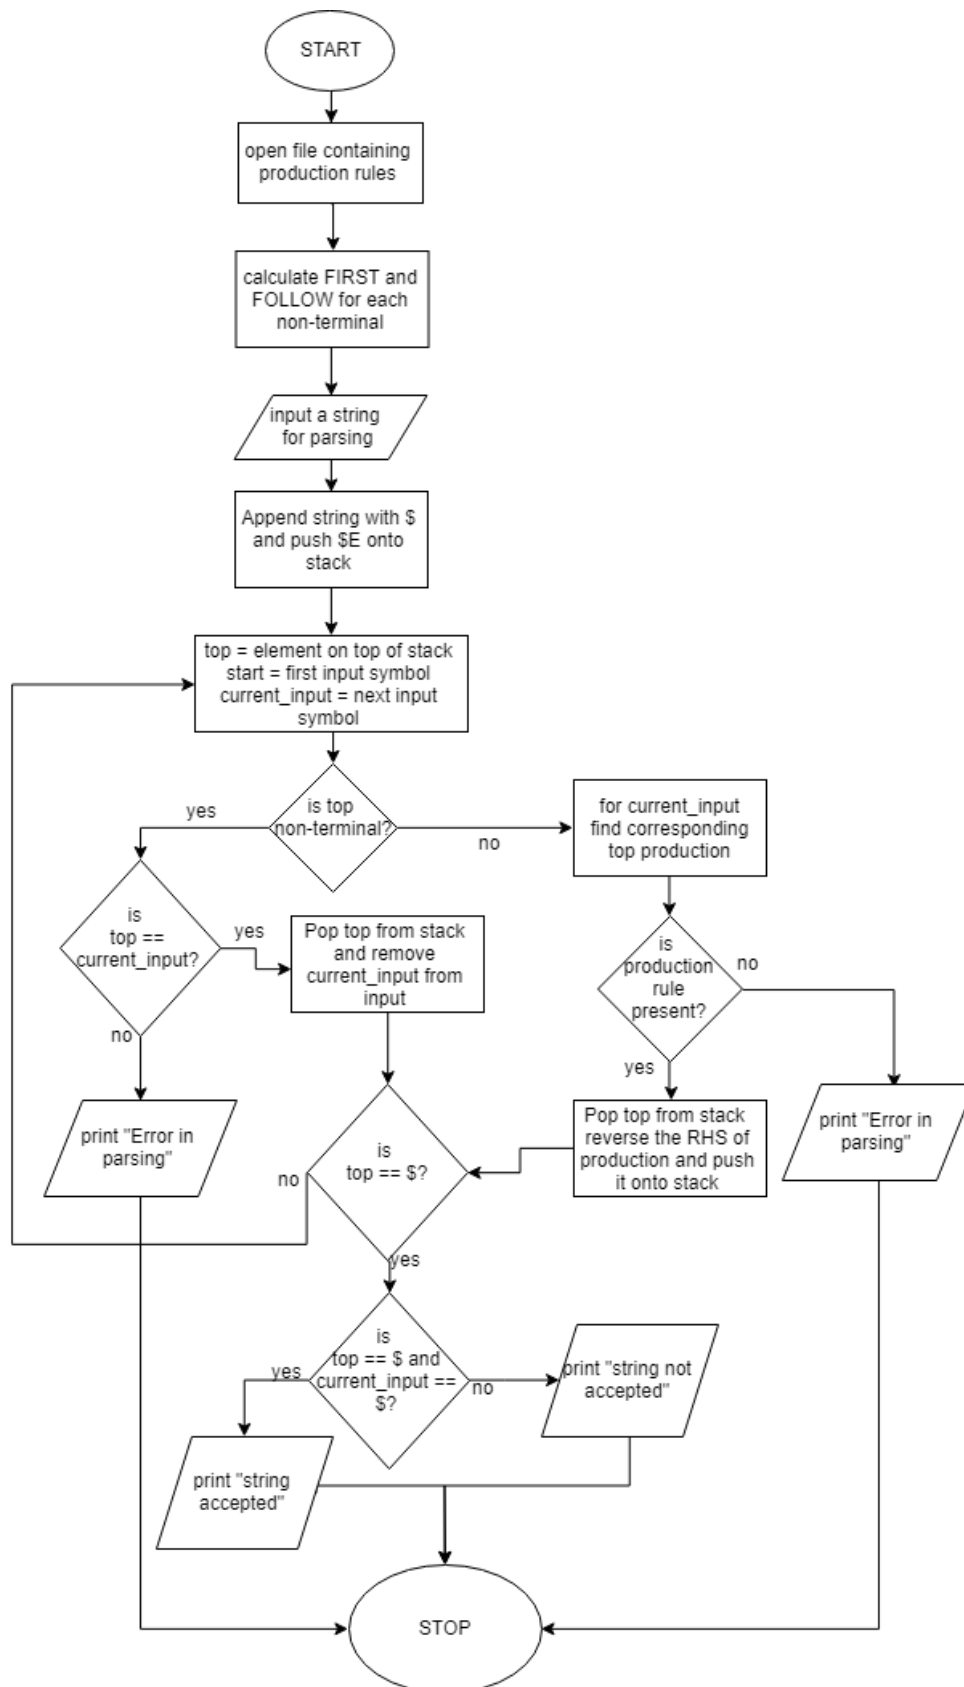 START
open file containing
production rules
calculate FIRST and
FOLLOW for each
non-terminal
input a string
for parsing
Append string with $
and push $E onto
stack
top = element on top of stack
start = first input symbol
current_input = next input
symbol
is top
non-terminal?
yes
no
for current_input
find corresponding
top production
is
top ==
current_input?
yes
no
Pop top from stack
and remove
current_input from
input
is
production
rule
present?
no
yes
print "Error in
parsing"
is
top == $?
no
yes
Pop top from stack
reverse the RHS of
production and push
it onto stack
print "Error in
parsing"
is
top == $ and
current_input ==
$?
yes
no
print "string not
accepted"
print "string
accepted"
STOP